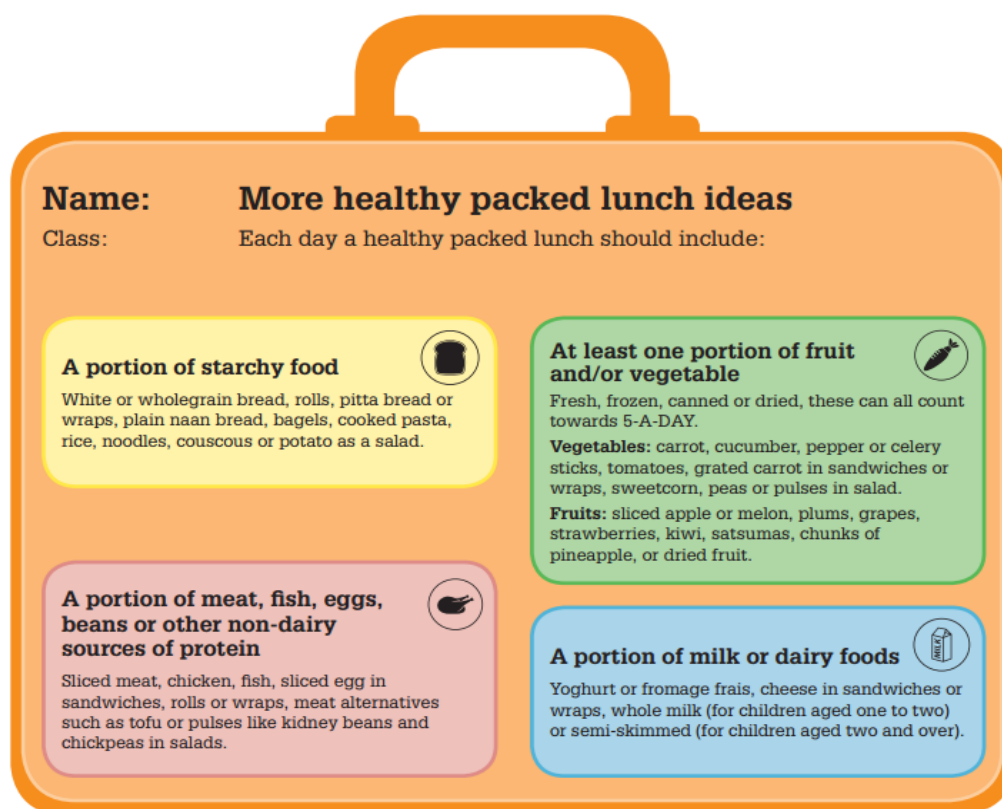 Name:
More healthy packed lunch ideas
Class:
Each day a healthy packed lunch should include:
A portion of starchy food
White or wholegrain bread, rolls, pitta bread or
wraps, plain naan bread, bagels, cooked pasta,
rice, noodles, couscous or potato as a salad.
At least one portion of fruit
and/or vegetable
Fresh, frozen, canned or dried, these can all count
towards 5-A-DAY.
Vegetables: carrot, cucumber, pepper or celery
sticks, tomatoes, grated carrot in sandwiches or
wraps, sweetcorn, peas or pulses in salad.
Fruits: sliced apple or melon, plums, grapes,
strawberries, kiwi, satsumas, chunks of
pineapple, or dried fruit.
A portion of meat, fish, eggs,
beans or other non-dairy
sources of protein
Sliced meat, chicken, fish, sliced egg in
sandwiches, rolls or wraps, meat alternatives
such as tofu or pulses like kidney beans and
chickpeas in salads.
MILK
A portion of milk or dairy foods
Yoghurt or fromage frais, cheese in sandwiches or
wraps, whole milk (for children aged one to two)
or semi-skimmed (for children aged two and over).